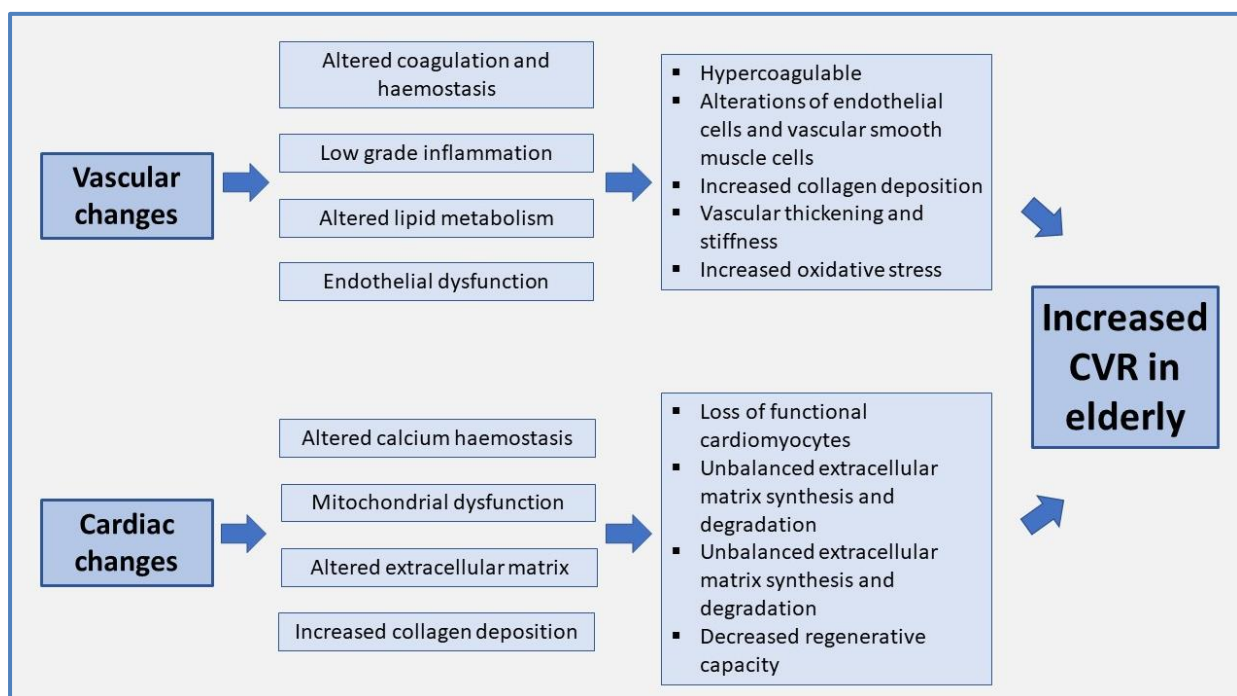 Vascular
changes
Altered coagulation and
haemostasis
Low grade inflammation
Altered lipid metabolism
Endothelial dysfunction
▪ Hypercoagulable
▪ Alterations of endothelial
cells and vascular smooth
muscle cells
▪ Increased collagen deposition
▪ Vascular thickening and
stiffness
▪ Increased oxidative stress
Cardiac
changes
Altered calcium haemostasis
Mitochondrial dysfunction
Altered extracellular matrix
Increased collagen deposition
▪ Loss of functional
cardiomyocytes
▪ Unbalanced extracellular
matrix synthesis and
degradation
▪ Unbalanced extracellular
matrix synthesis and
degradation
▪ Decreased regenerative
capacity
Increased
CVR in
elderly